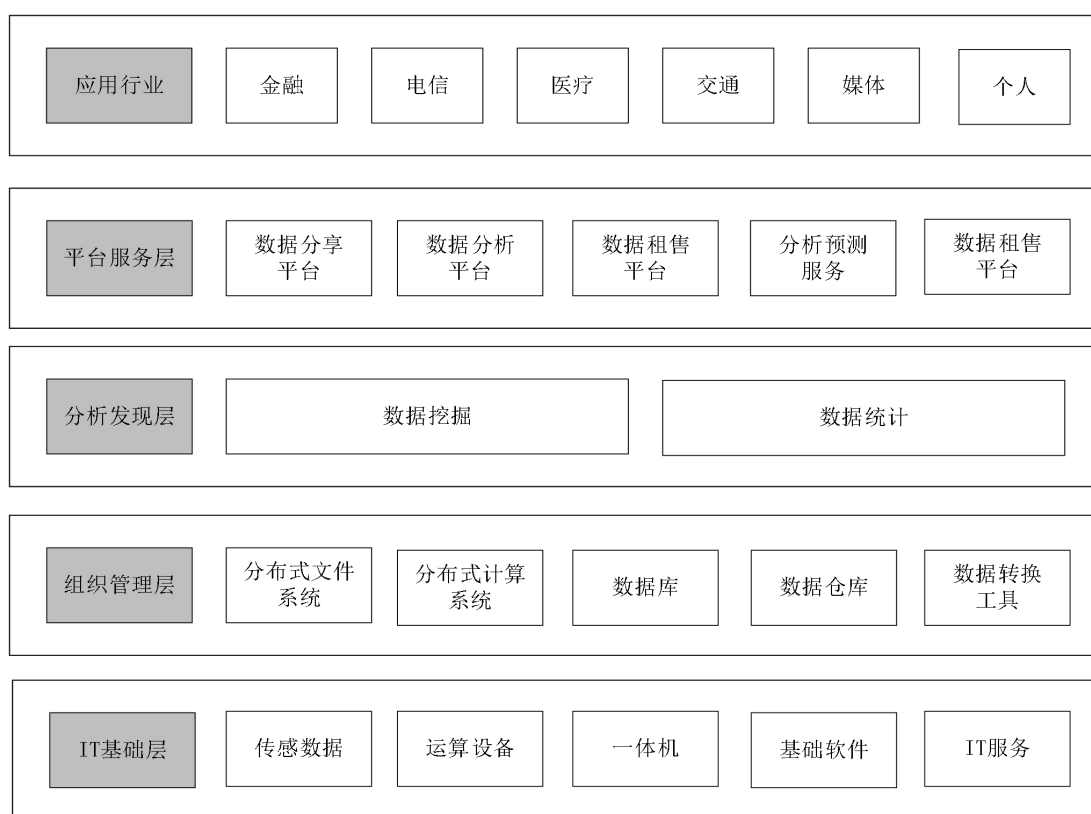 应用行业
金融
电信
医疗
交通
媒体
个人
平台服务层
数据分享
平台
数据分析
平台
数据租售
平台
分析预测
服务
数据租售
平台
分析发现层
数据挖掘
数据统计
组织管理层
分布式文件
系统
分布式计算
系统
数据库
数据仓库
数据转换
工具
IT基础层
传感数据
运算设备
一体机
基础软件
IT服务